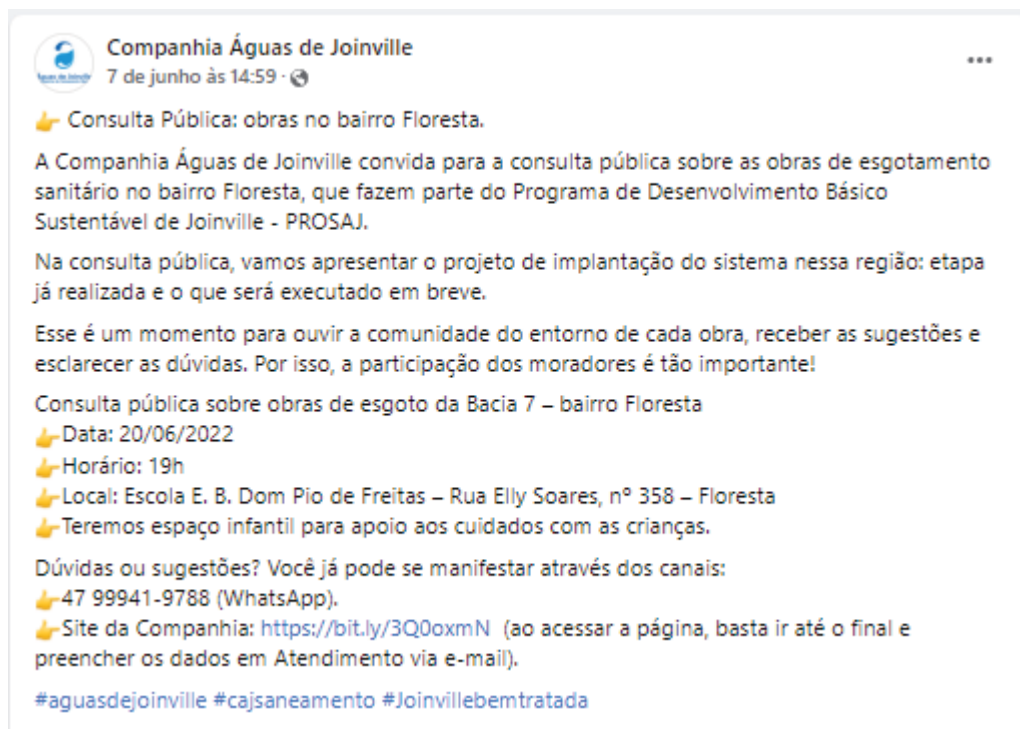 Companhia Águas de Joinville
7 de junho às 14:59 ·
👉 Consulta Pública: obras no bairro Floresta.
A Companhia Águas de Joinville convida para a consulta pública sobre as obras de esgotamento
sanitário no bairro Floresta, que fazem parte do Programa de Desenvolvimento Básico
Sustentável de Joinville - PROSAJ.
Na consulta pública, vamos apresentar o projeto de implantação do sistema nessa região: etapa
já realizada e o que será executado em breve.
Esse é um momento para ouvir a comunidade do entorno de cada obra, receber as sugestões e
esclarecer as dúvidas. Por isso, a participação dos moradores é tão importante!
Consulta pública sobre obras de esgoto da Bacia 7 – bairro Floresta
👉Data: 20/06/2022
👉Horário: 19h
👉Local: Escola E. B. Dom Pio de Freitas – Rua Elly Soares, nº 358 – Floresta
👉Teremos espaço infantil para apoio aos cuidados com as crianças.
Dúvidas ou sugestões? Você já pode se manifestar através dos canais:
👉47 99941-9788 (WhatsApp).
👉Site da Companhia: https://bit.ly/3Q0oxmN (ao acessar a página, basta ir até o final e
preencher os dados em Atendimento via e-mail).
#aguasdejoinville #cajsaneamento #Joinvillebemtratada